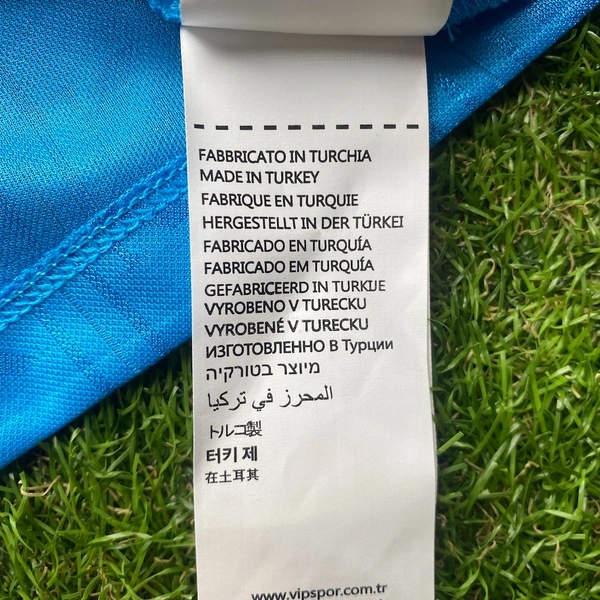 FABBRICATO IN TURCHIA
MADE IN TURKEY
FABRIQUE EN TURQUIE
HERGESTELLT IN DER TÜRKEI
FABRICADO EN TURQUÍA
FABRICADO EM TURQUÍA
GEFABRICEERD IN TURKIJE
VYROBENO V TURECKU
VYROBENÉ V TURECKU
ИЗГОТОВЛЕННО В Турции
מיוצר בטורקיה
المحرز في تركيا
トルコ製
터키 제
在土耳其
www.vipspor.com.tr